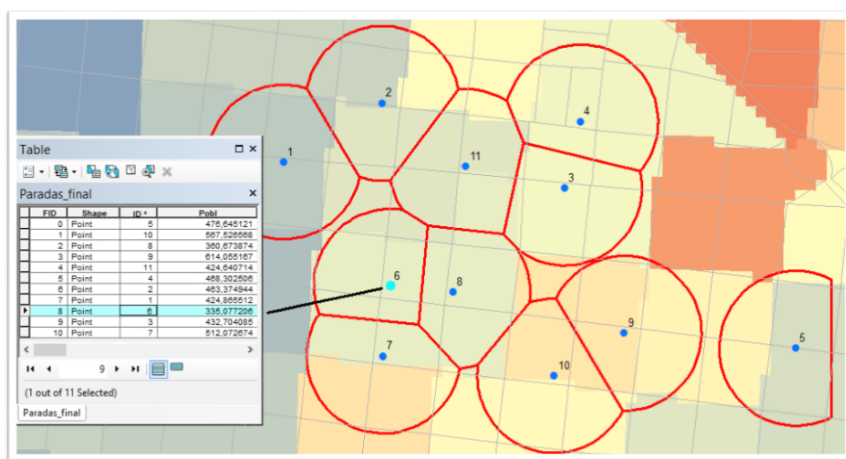 Table
Paradas_final
FID Shape ID * Pobl
0 Point 5 476,645121
1 Point 10 567,526568
2 Point 8 360,673874
3 Point 9 614,055167
4 Point 11 424,640714
5 Point 4 468,302506
6 Point 2 463,374944
7 Point 1 424,865512
8 Point 6 335,077206
9 Point 3 432,704085
10 Point 7 512,072674
9
(1 out of 11 Selected)
Paradas_final
2
4
1
11
3
6
8
9
5
7
10